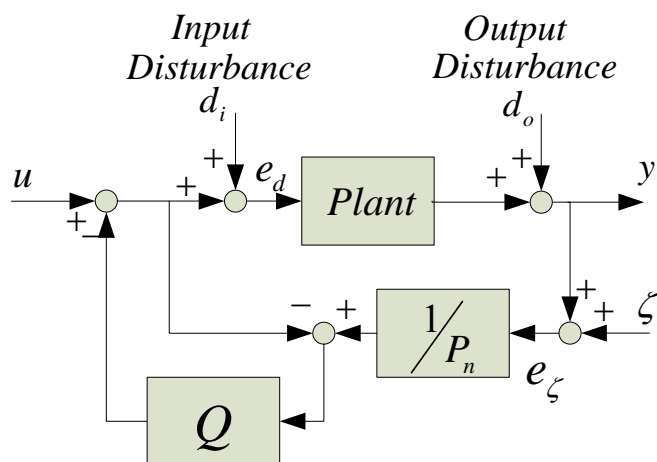 Input
Disturbance
d_i
Output
Disturbance
d_o
u
+
−
+
+
e_d
Plant
+
+
y
−
+
1/P_n
+
+
ζ
e_ζ
Q